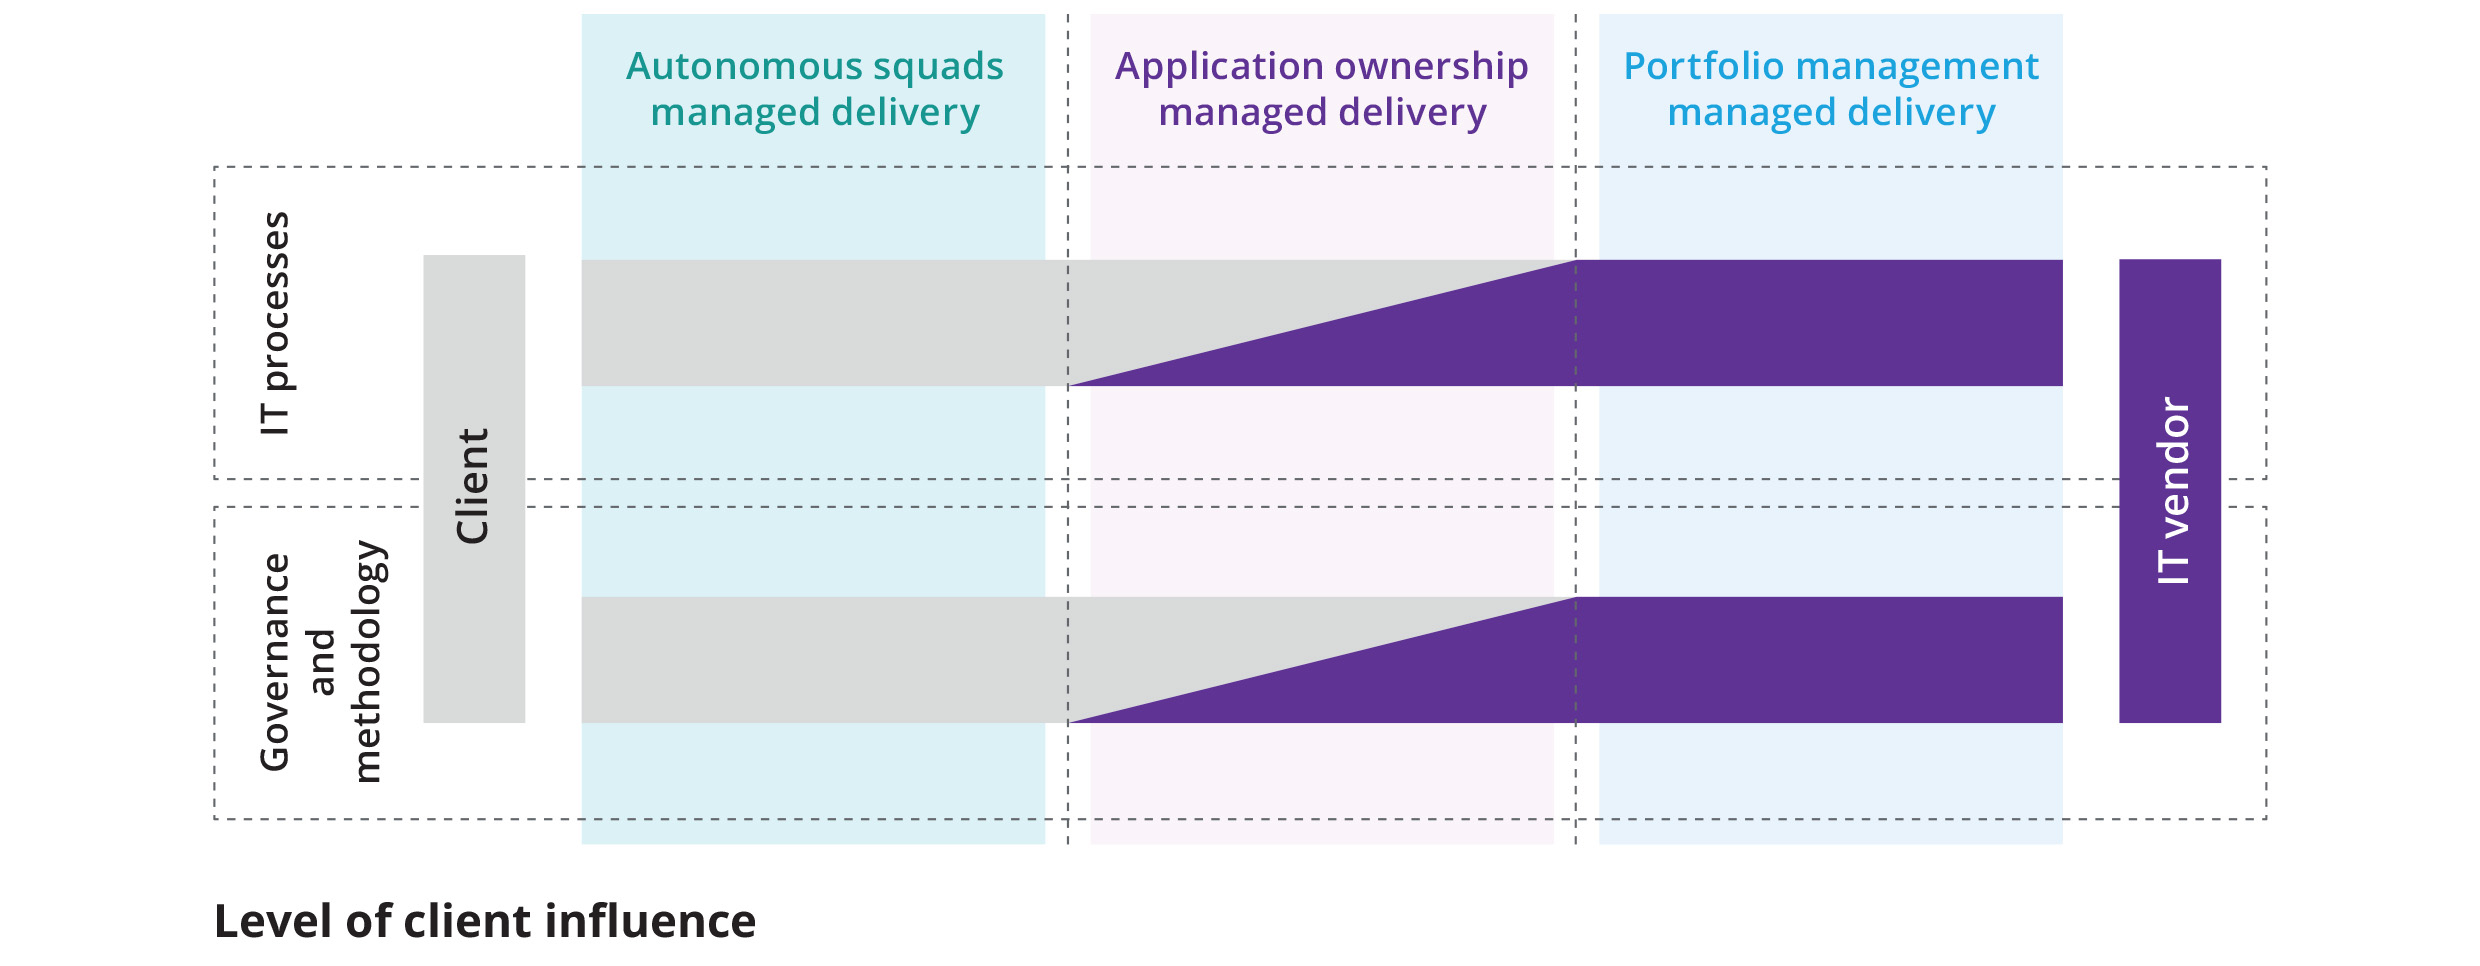 Autonomous squads
managed delivery
Application ownership
managed delivery
Portfolio management
managed delivery
IT processes
Client
IT vendor
Governance
and
methodology
Level of client influence